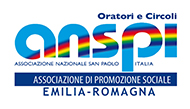 Oratori e Circoli
anspi
ASSOCIAZIONE NAZIONALE SAN PAOLO ITALIA
ASSOCIAZIONE DI PROMOZIONE SOCIALE
EMILIA-ROMAGNA